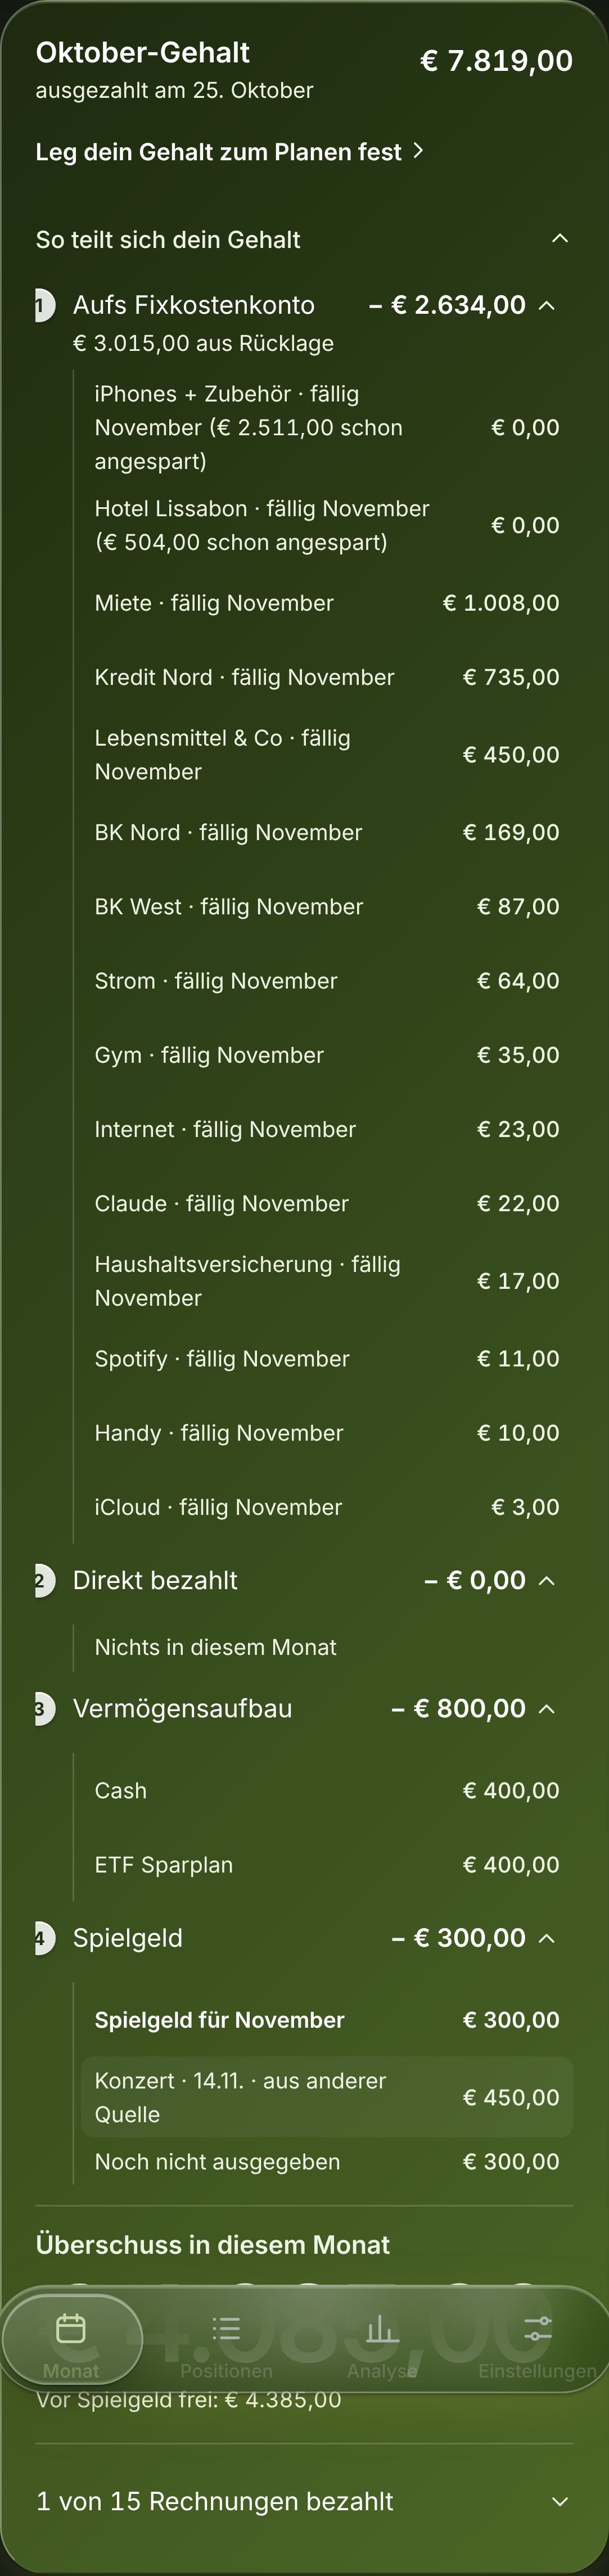 Oktober-Gehalt
€ 7.819,00
ausgezahlt am 25. Oktober
Leg dein Gehalt zum Planen fest
So teilt sich dein Gehalt
1 Aufs Fixkostenkonto – € 2.634,00
€ 3.015,00 aus Rücklage
iPhones + Zubehör · fällig
November (€ 2.511,00 schon
angespart)
€ 0,00
Hotel Lissabon · fällig November
(€ 504,00 schon angespart)
€ 0,00
Miete · fällig November € 1.008,00
Kredit Nord · fällig November € 735,00
Lebensmittel & Co · fällig
November
€ 450,00
BK Nord · fällig November € 169,00
BK West · fällig November € 87,00
Strom · fällig November € 64,00
Gym · fällig November € 35,00
Internet · fällig November € 23,00
Claude · fällig November € 22,00
Haushaltsversicherung · fällig
November
€ 17,00
Spotify · fällig November € 11,00
Handy · fällig November € 10,00
iCloud · fällig November € 3,00
2 Direkt bezahlt – € 0,00
Nichts in diesem Monat
3 Vermögensaufbau – € 800,00
Cash € 400,00
ETF Sparplan € 400,00
4 Spielgeld – € 300,00
Spielgeld für November € 300,00
Konzert · 14.11. · aus anderer
Quelle
€ 450,00
Noch nicht ausgegeben € 300,00
Überschuss in diesem Monat
€ 4.085,00
Monat Positionen Analyse Einstellungen
Vor Spielgeld frei: € 4.385,00
1 von 15 Rechnungen bezahlt